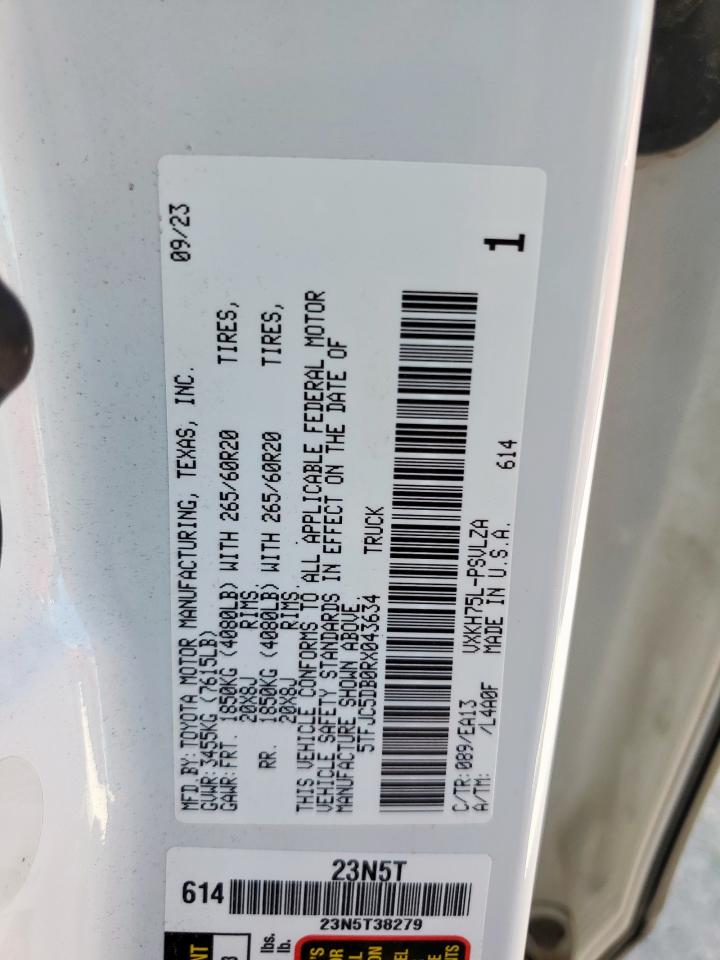 MFD.BY:TOYOTA MOTOR MANUFACTURING, TEXAS, INC. 09/23
GVWR:3455KG(7615LB)
GAWR:FRT. 1850KG(4080LB) WITH 265/60R20 TIRES,
20X8J RIMS,
RR. 1850KG(4080LB) WITH 265/60R20 TIRES,
20X8J RIMS
THIS VEHICLE CONFORMS TO ALL APPLICABLE FEDERAL MOTOR
VEHICLE SAFETY STANDARDS IN EFFECT ON THE DATE OF
MANUFACTURE SHOWN ABOVE.
5TFJC5DB0RX043634 TRUCK
C/TR:089/EA13 VXKH75L-PSVLZA
A/TM: /L4A0F MADE IN U.S.A. 614
1
23N5T
614
23N5T38279
lbs.
lb.